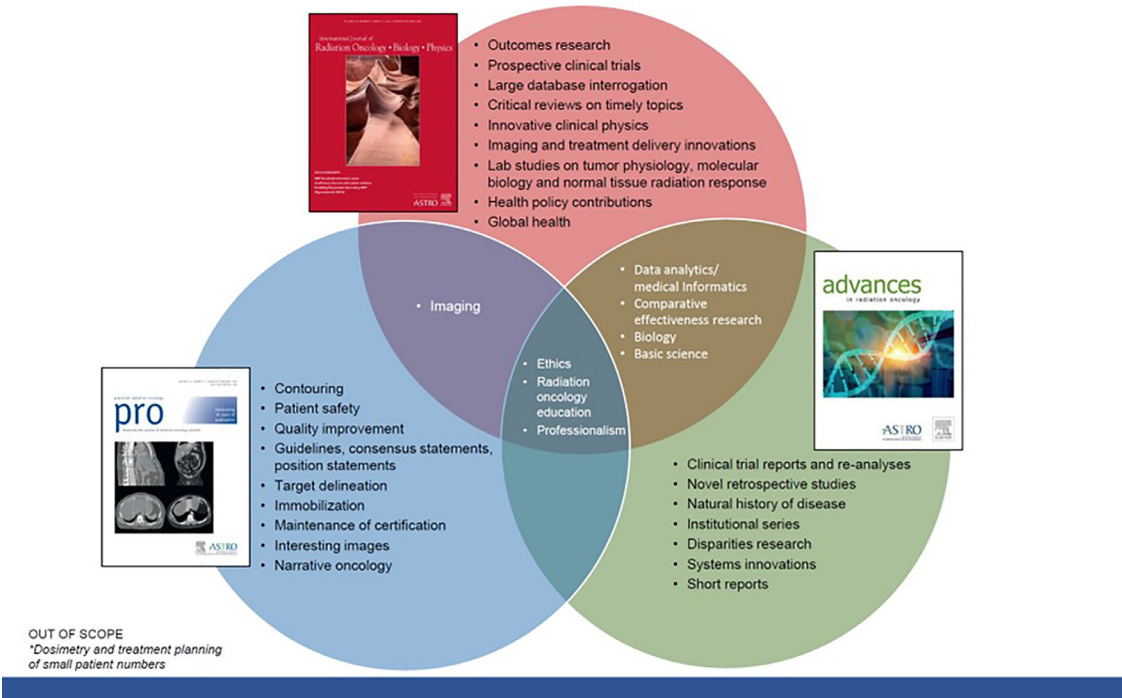 International Journal of
Radiation Oncology • Biology • Physics
ASTRO
• Outcomes research
• Prospective clinical trials
• Large database interrogation
• Critical reviews on timely topics
• Innovative clinical physics
• Imaging and treatment delivery innovations
• Lab studies on tumor physiology, molecular
biology and normal tissue radiation response
• Health policy contributions
• Global health
• Imaging
• Data analytics/
medical Informatics
• Comparative
effectiveness research
• Biology
• Basic science
advances
in radiation oncology
ASTRO
• Ethics
• Radiation
oncology
education
• Professionalism
pro
ASTRO
• Contouring
• Patient safety
• Quality improvement
• Guidelines, consensus statements,
position statements
• Target delineation
• Immobilization
• Maintenance of certification
• Interesting images
• Narrative oncology
• Clinical trial reports and re-analyses
• Novel retrospective studies
• Natural history of disease
• Institutional series
• Disparities research
• Systems innovations
• Short reports
OUT OF SCOPE
*Dosimetry and treatment planning
of small patient numbers